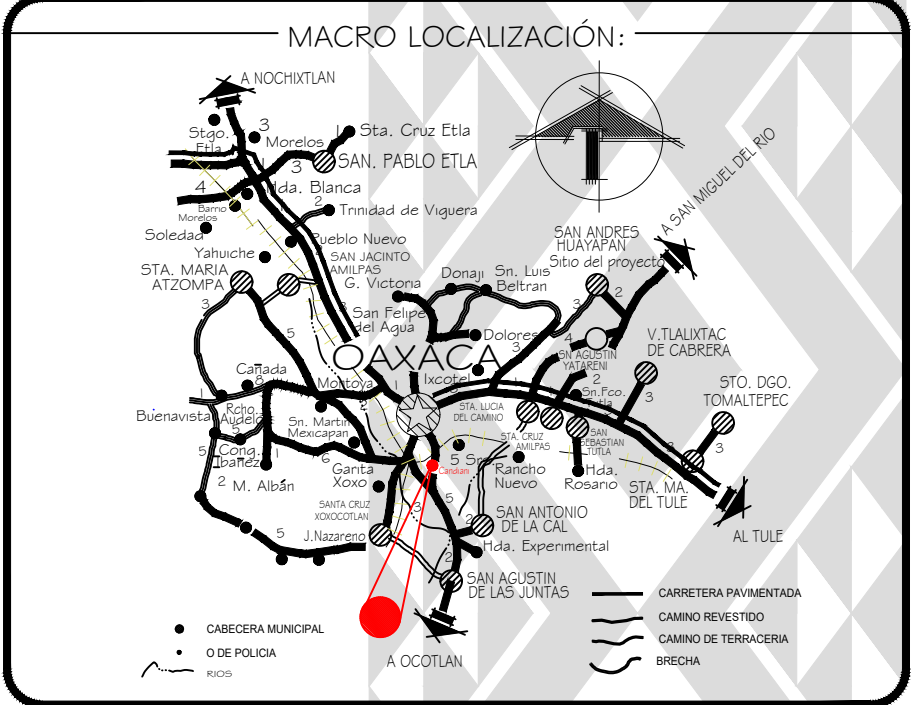 MACRO LOCALIZACIÓN:
A NOCHIXTLAN
Stgo.
Etla
3
Morelos
Sta. Cruz Etla
3
SAN. PABLO ETLA
4
Hda. Blanca
2
Trinidad de Viguera
Barrio
Morelos
Soledad
Pueblo Nuevo
Yahuiche
SAN JACINTO
AMILPAS
STA. MARIA
ATZOMPA
G. Victoria
Donaji
Sn. Luis
Beltran
SAN ANDRES
HUAYAPAN
Sitio del proyecto
A SAN MIGUEL DEL RIO
3
5
San Felipe
del Agua
Dolores
3
3
2
4
OAXACA
SN AGUSTIN
YATARENI
V.TLALIXTAC
DE CABRERA
Cañada
8
Montoya
1
Ixcotel
2
Sn.Fco.
Tutla
3
STO. DGO.
TOMALTEPEC
Buenavista
1
Rcho.
Audelo
2
Sn. Martin
Mexicapan
STA. LUCIA
DEL CAMINO
STA. CRUZ
AMILPAS
SAN
SEBASTIAN
TUTLA
3
5
Cong.
Ibañez
1
6
2
M. Albán
Garita
Xoxo
5
Candiani
Rancho
Nuevo
Hda.
Rosario
STA. MA.
DEL TULE
3
SANTA CRUZ
XOXOCOTLAN
3
5
SAN ANTONIO
DE LA CAL
2
AL TULE
5
J.Nazareno
Hda. Experimental
2
SAN AGUSTIN
DE LAS JUNTAS
A OCOTLAN
CABECERA MUNICIPAL
O DE POLICIA
RIOS
CARRETERA PAVIMENTADA
CAMINO REVESTIDO
CAMINO DE TERRACERIA
BRECHA